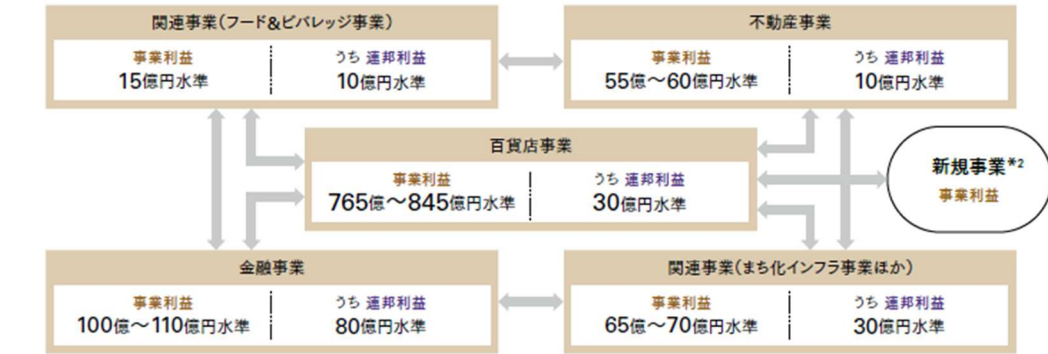 関連事業（フード&ビバレッジ事業）
事業利益
15億円水準
うち 連邦利益
10億円水準
不動産事業
事業利益
55億〜60億円水準
うち 連邦利益
10億円水準
百貨店事業
事業利益
765億〜845億円水準
うち 連邦利益
30億円水準
新規事業*2
事業利益
金融事業
事業利益
100億〜110億円水準
うち 連邦利益
80億円水準
関連事業（まち化インフラ事業ほか）
事業利益
65億〜70億円水準
うち 連邦利益
30億円水準